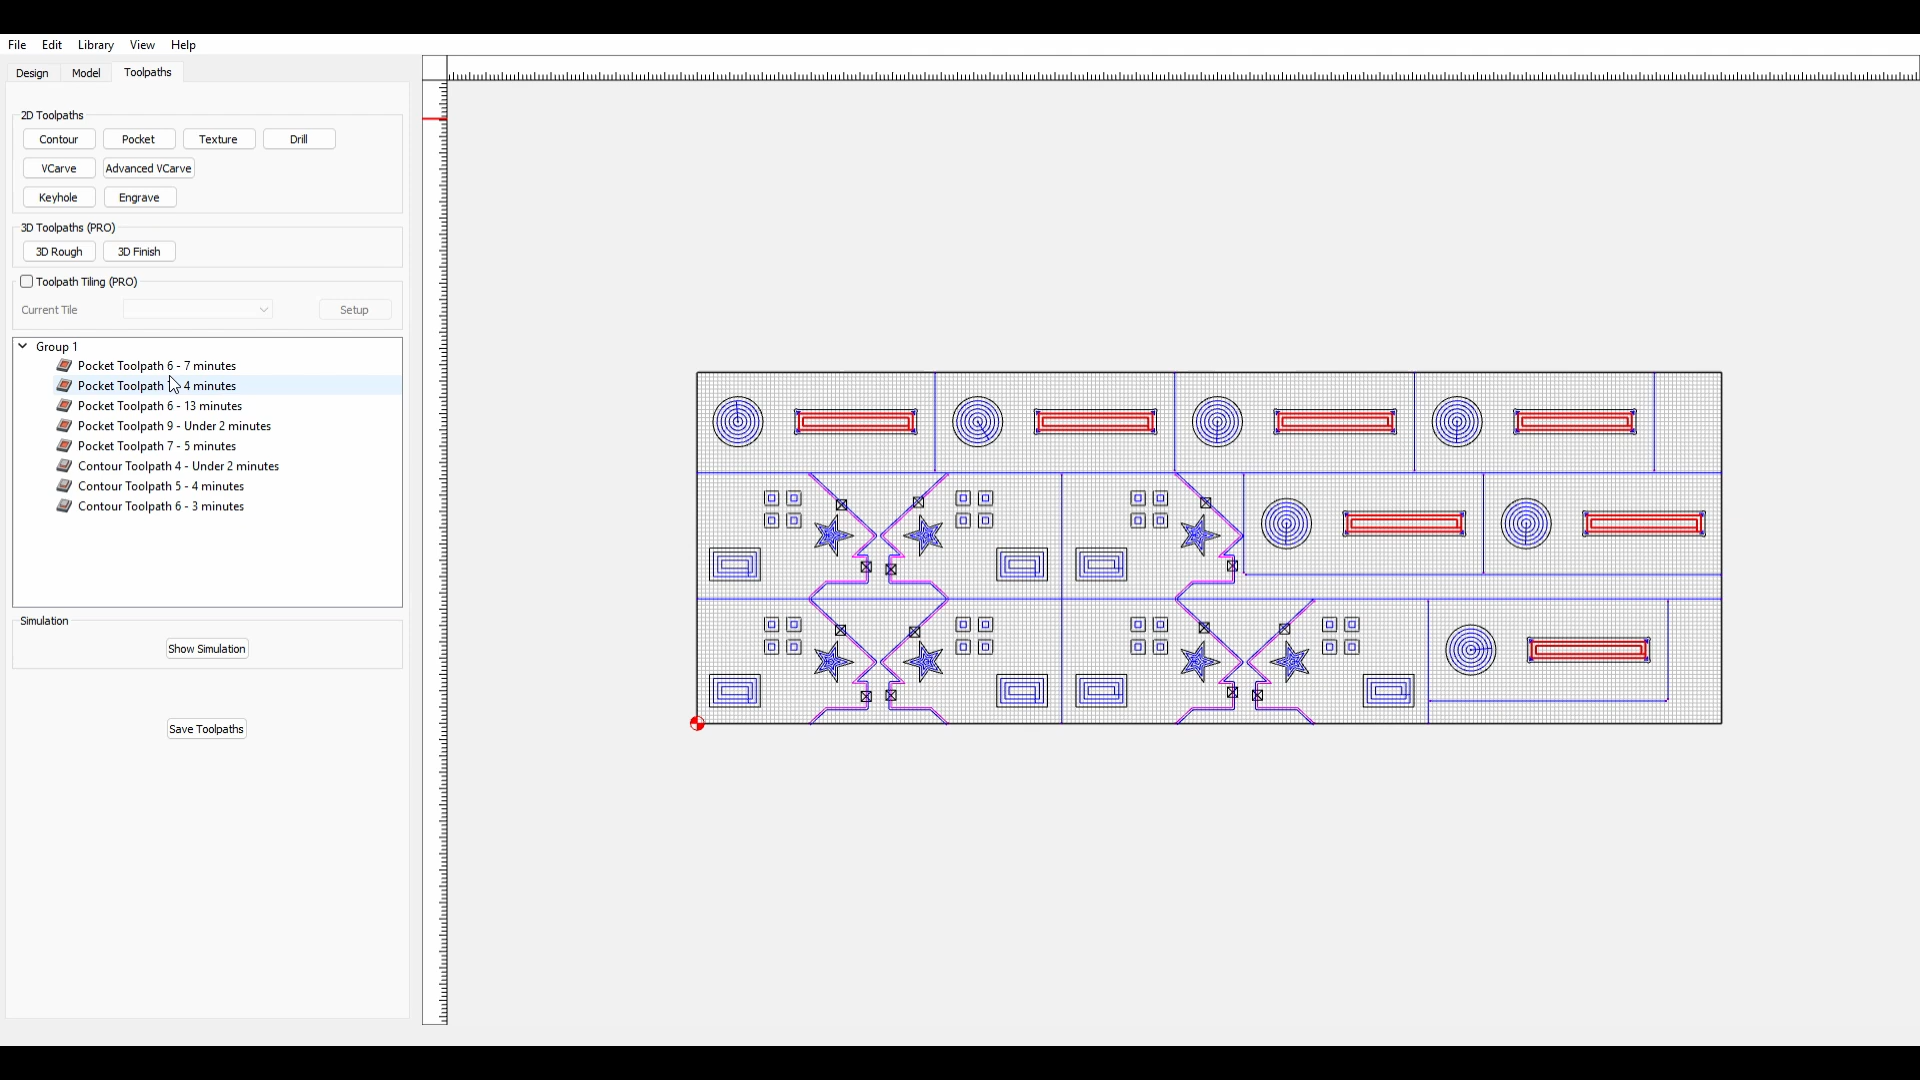 File Edit Library View Help
Design Model Toolpaths
2D Toolpaths
Contour Pocket Texture Drill
VCarve Advanced VCarve
Keyhole Engrave
3D Toolpaths (PRO)
3D Rough 3D Finish
Toolpath Tiling (PRO)
Current Tile Setup
Group 1
Pocket Toolpath 6 - 7 minutes
Pocket Toolpath 4 minutes
Pocket Toolpath 6 - 13 minutes
Pocket Toolpath 9 - Under 2 minutes
Pocket Toolpath 7 - 5 minutes
Contour Toolpath 4 - Under 2 minutes
Contour Toolpath 5 - 4 minutes
Contour Toolpath 6 - 3 minutes
Simulation
Show Simulation
Save Toolpaths